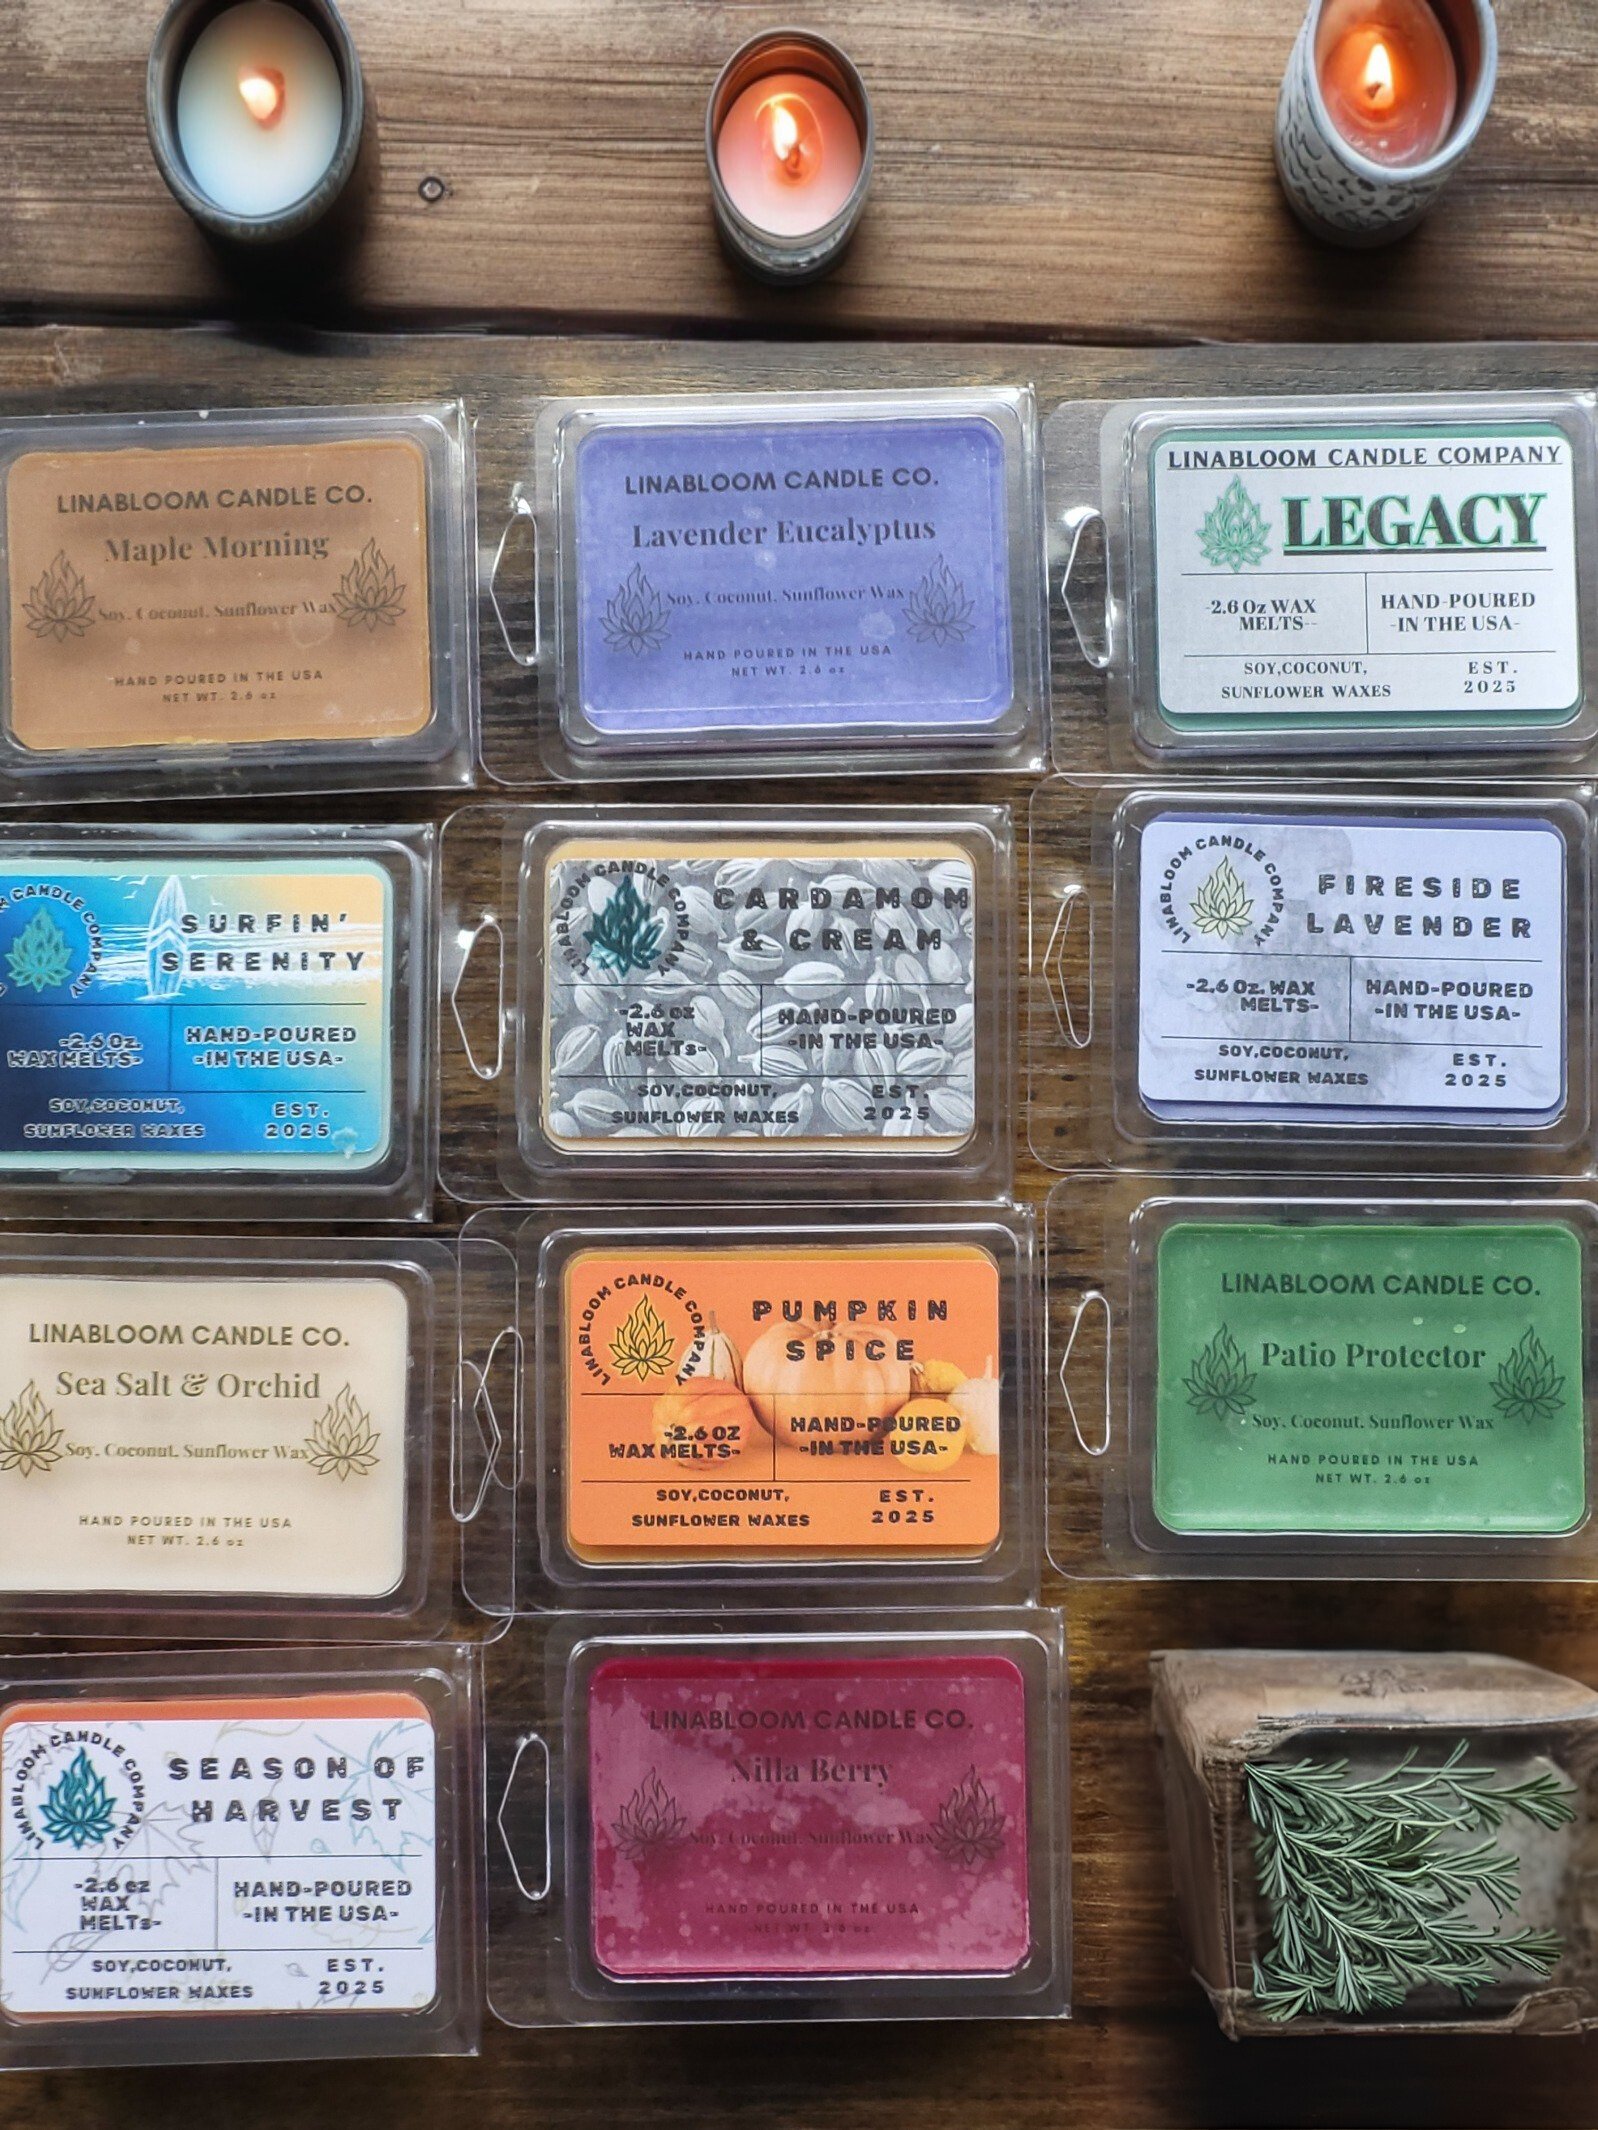 LINABLOOM CANDLE CO.
Maple Morning
Soy. Coconut. Sunflower Wax
HAND POURED IN THE USA
NET WT. 2.6 oz
LINABLOOM CANDLE CO.
Lavender Eucalyptus
Soy. Coconut. Sunflower Wax
HAND POURED IN THE USA
NET WT. 2.6 oz
LINABLOOM CANDLE COMPANY
LEGACY
-2.6 Oz WAX
MELTS--
HAND-POURED
-IN THE USA-
SOY,COCONUT,
SUNFLOWER WAXES
EST.
2025
CANDLE COMPANY
SURFIN'
SERENITY
-2.6 Oz.
WAX MELTS-
HAND-POURED
-IN THE USA-
SOY,COCONUT,
SUNFLOWER WAXES
EST.
2025
LINABLOOM CANDLE COMPANY
CARDAMOM
& CREAM
-2.6 oz
WAX
MELTs-
HAND-POURED
-IN THE USA-
SOY,COCONUT,
SUNFLOWER WAXES
EST.
2025
LINABLOOM CANDLE COMPANY
FIRESIDE
LAVENDER
-2.6 Oz. WAX
MELTS-
HAND-POURED
-IN THE USA-
SOY,COCONUT,
SUNFLOWER WAXES
EST.
2025
LINABLOOM CANDLE CO.
Sea Salt & Orchid
Soy. Coconut. Sunflower Wax
HAND POURED IN THE USA
NET WT. 2.6 oz
LINABLOOM CANDLE COMPANY
PUMPKIN
SPICE
-2.6 OZ
WAX MELTS-
HAND-POURED
-IN THE USA-
SOY,COCONUT,
SUNFLOWER WAXES
EST.
2025
LINABLOOM CANDLE CO.
Patio Protector
Soy. Coconut. Sunflower Wax
HAND POURED IN THE USA
NET WT. 2.6 oz
LINABLOOM CANDLE COMPANY
SEASON OF
HARVEST
-2.6 oz
WAX
MELTs-
HAND-POURED
-IN THE USA-
SOY,COCONUT,
SUNFLOWER WAXES
EST.
2025
LINABLOOM CANDLE CO.
Nilla Berry
Soy. Coconut. Sunflower Wax
HAND POURED IN THE USA
NET WT. 2.6 oz